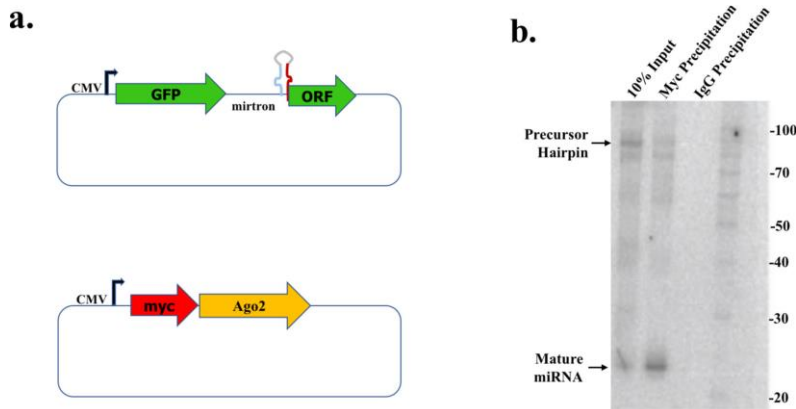 a.
CMV
GFP
mirtron
ORF
CMV
myc
Ago2
b.
10% Input
Myc Precipitation
IgG Precipitation
Precursor
Hairpin
Mature
miRNA
-100
-70
-50
-40
-30
-20